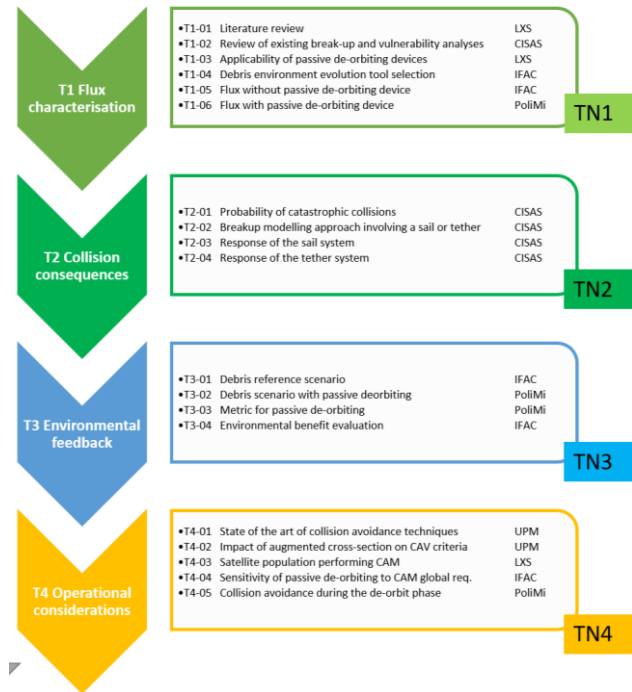 T1 Flux
characterisation
•T1-01 Literature review LXS
•T1-02 Review of existing break-up and vulnerability analyses CISAS
•T1-03 Applicability of passive de-orbiting devices LXS
•T1-04 Debris environment evolution tool selection IFAC
•T1-05 Flux without passive de-orbiting device IFAC
•T1-06 Flux with passive de-orbiting device PoliMi
TN1
T2 Collision
consequences
•T2-01 Probability of catastrophic collisions CISAS
•T2-02 Breakup modelling approach involving a sail or tether CISAS
•T2-03 Response of the sail system CISAS
•T2-04 Response of the tether system CISAS
TN2
T3 Environmental
feedback
•T3-01 Debris reference scenario IFAC
•T3-02 Debris scenario with passive deorbiting PoliMi
•T3-03 Metric for passive de-orbiting PoliMi
•T3-04 Environmental benefit evaluation IFAC
TN3
T4 Operational
considerations
•T4-01 State of the art of collision avoidance techniques UPM
•T4-02 Impact of augmented cross-section on CAV criteria UPM
•T4-03 Satellite population performing CAM LXS
•T4-04 Sensitivity of passive de-orbiting to CAM global req. IFAC
•T4-05 Collision avoidance during the de-orbit phase PoliMi
TN4